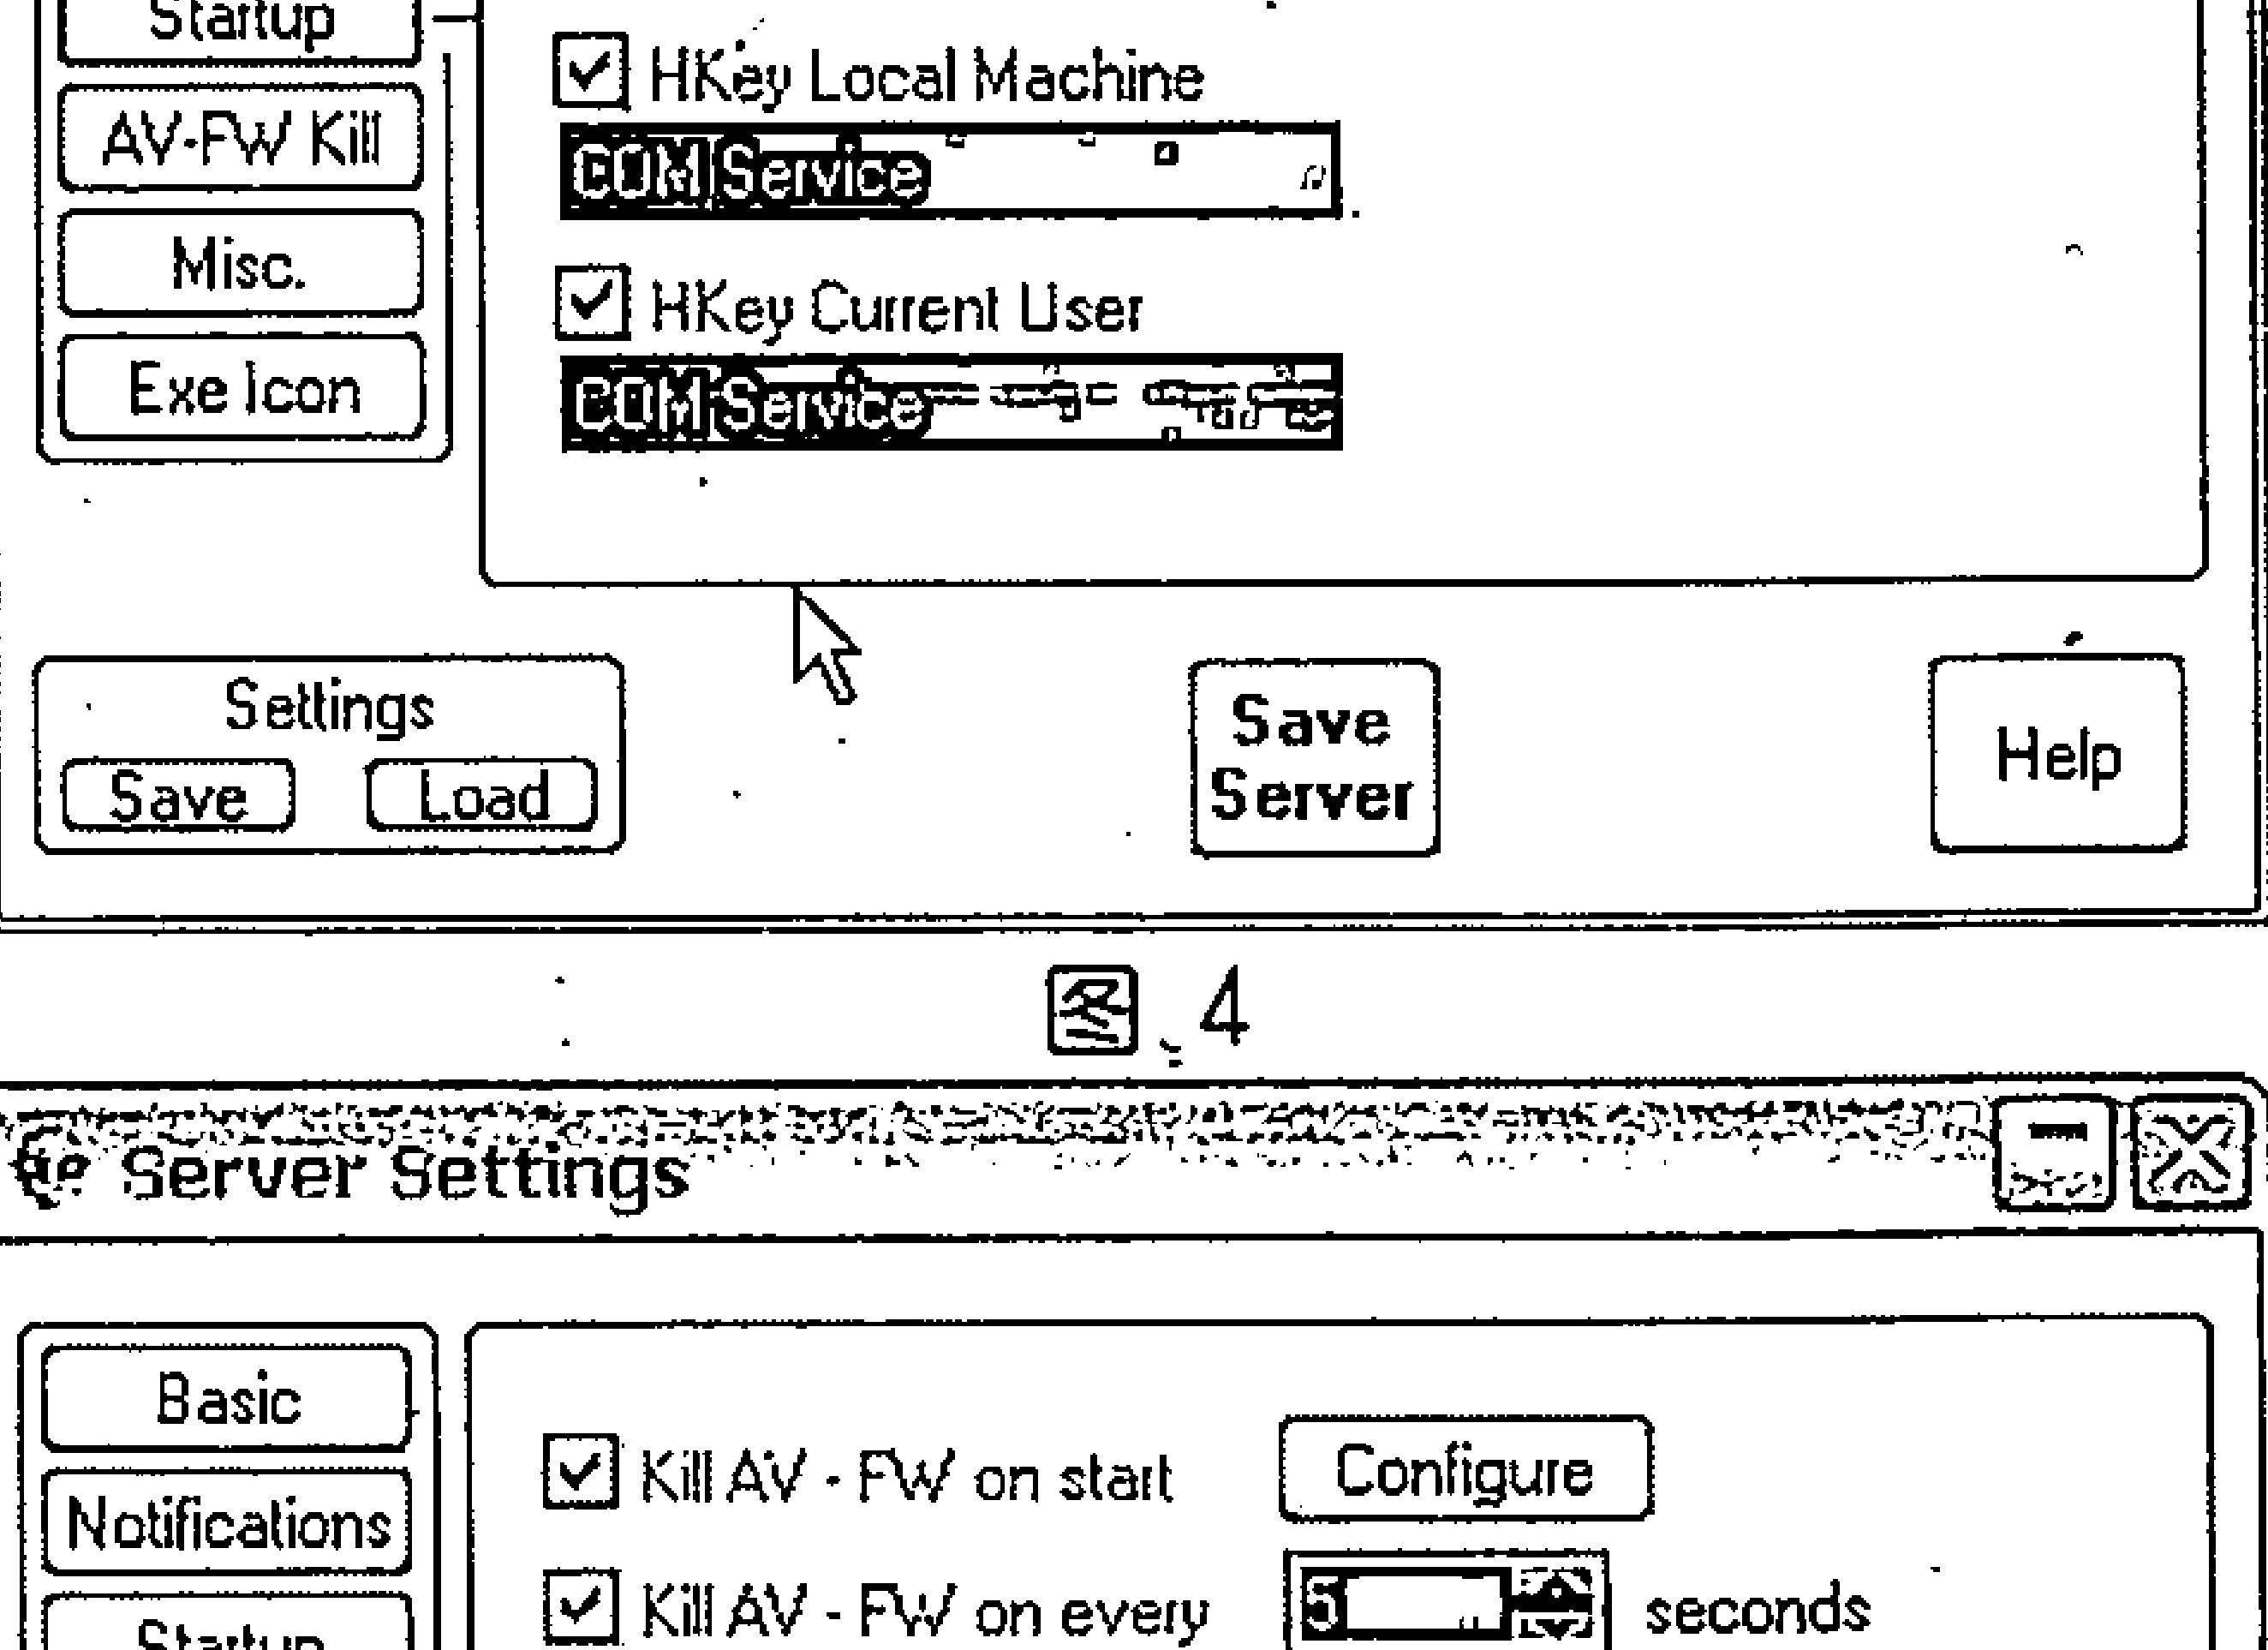 Startup
HKey Local Machine
AV-FW Kill
COM Service
Misc.
HKey Current User
Exe Icon
COM Service
Settings
Save Load
Save
Server
Help
图 4
Server Settings
Basic
Kill AV - FW on start Configure
Notifications
Kill AV - FW on every 5 seconds
Startup